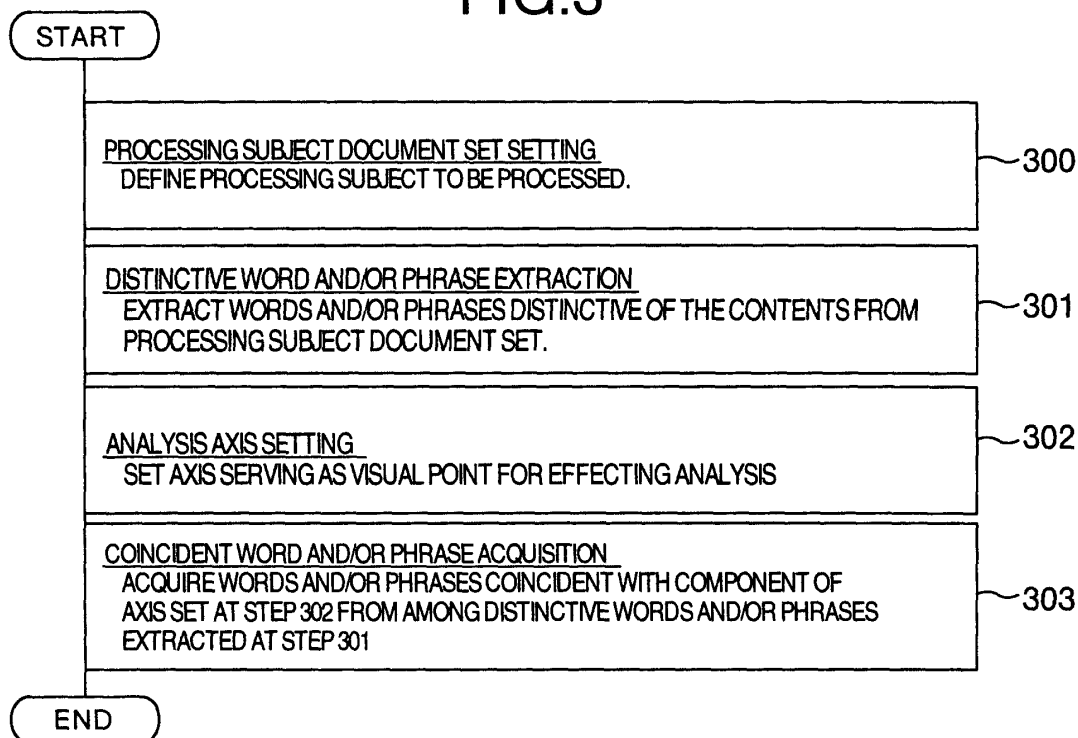 FIG.3
START
PROCESSING SUBJECT DOCUMENT SET SETTING
DEFINE PROCESSING SUBJECT TO BE PROCESSED.
300
DISTINCTIVE WORD AND/OR PHRASE EXTRACTION
EXTRACT WORDS AND/OR PHRASES DISTINCTIVE OF THE CONTENTS FROM
PROCESSING SUBJECT DOCUMENT SET.
301
ANALYSIS AXIS SETTING
SET AXIS SERVING AS VISUAL POINT FOR EFFECTING ANALYSIS
302
COINCIDENT WORD AND/OR PHRASE ACQUISITION
ACQUIRE WORDS AND/OR PHRASES COINCIDENT WITH COMPONENT OF
AXIS SET AT STEP 302 FROM AMONG DISTINCTIVE WORDS AND/OR PHRASES
EXTRACTED AT STEP 301
303
END